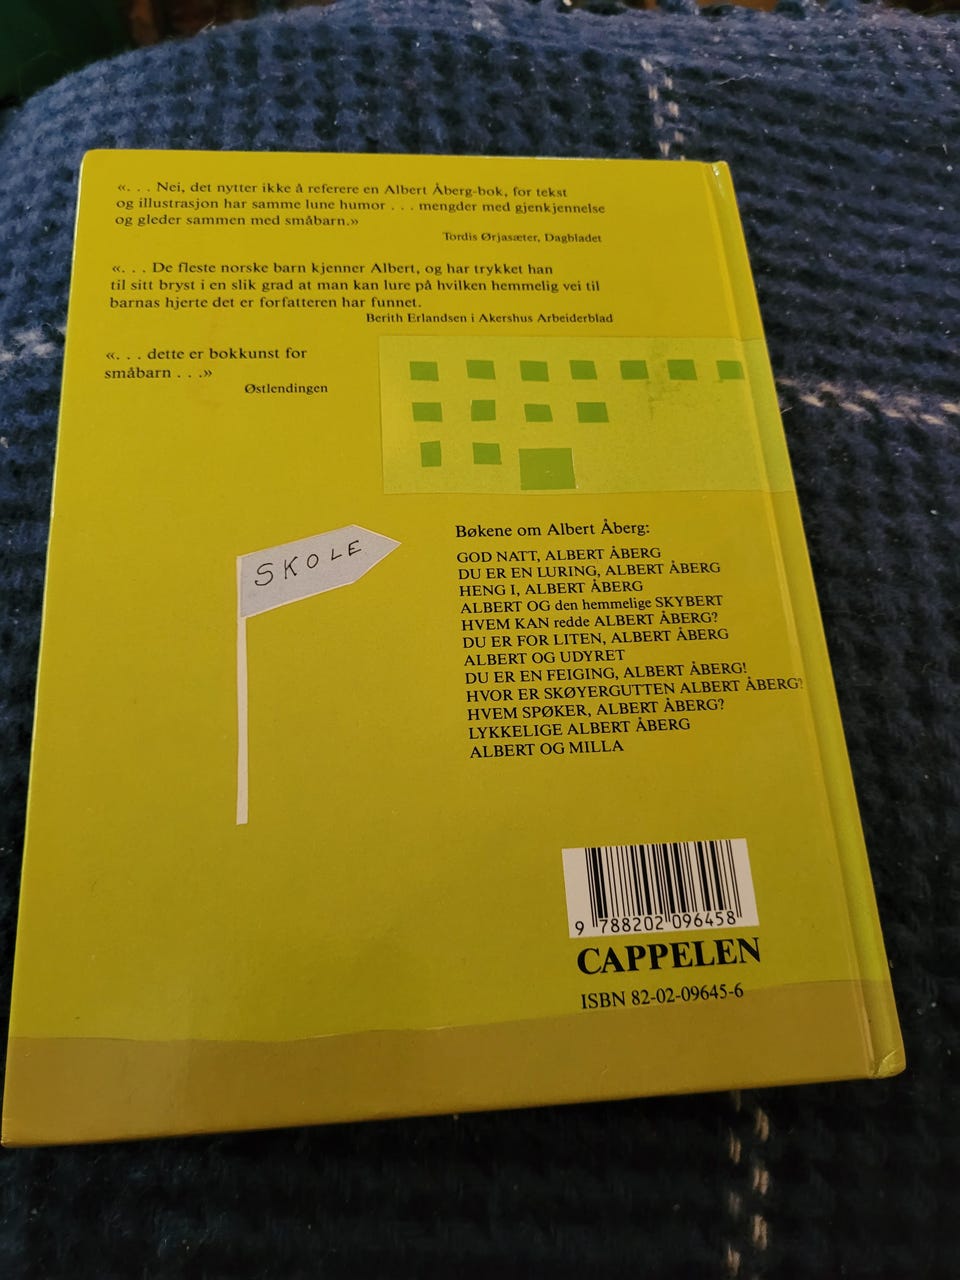 «. . . Nei, det nytter ikke å referere en Albert Åberg-bok, for tekst
og illustrasjon har samme lune humor . . . mengder med gjenkjennelse
og gleder sammen med småbarn.»
Tordis Ørjasæter, Dagbladet
«. . . De fleste norske barn kjenner Albert, og har trykket han
til sitt bryst i en slik grad at man kan lure på hvilken hemmelig vei til
barnas hjerte det er forfatteren har funnet.
Berith Erlandsen i Akershus Arbeiderblad
«. . . dette er bokkunst for
småbarn . . .»
Østlendingen
SKOLE
Bøkene om Albert Åberg:
GOD NATT, ALBERT ÅBERG
DU ER EN LURING, ALBERT ÅBERG
HENG I, ALBERT ÅBERG
ALBERT OG den hemmelige SKYBERT
HVEM KAN redde ALBERT ÅBERG?
DU ER FOR LITEN, ALBERT ÅBERG
ALBERT OG UDYRET
DU ER EN FEIGING, ALBERT ÅBERG!
HVOR ER SKØYERGUTTEN ALBERT ÅBERG?
HVEM SPØKER, ALBERT ÅBERG?
LYKKELIGE ALBERT ÅBERG
ALBERT OG MILLA
9 788202 096458
CAPPELEN
ISBN 82-02-09645-6